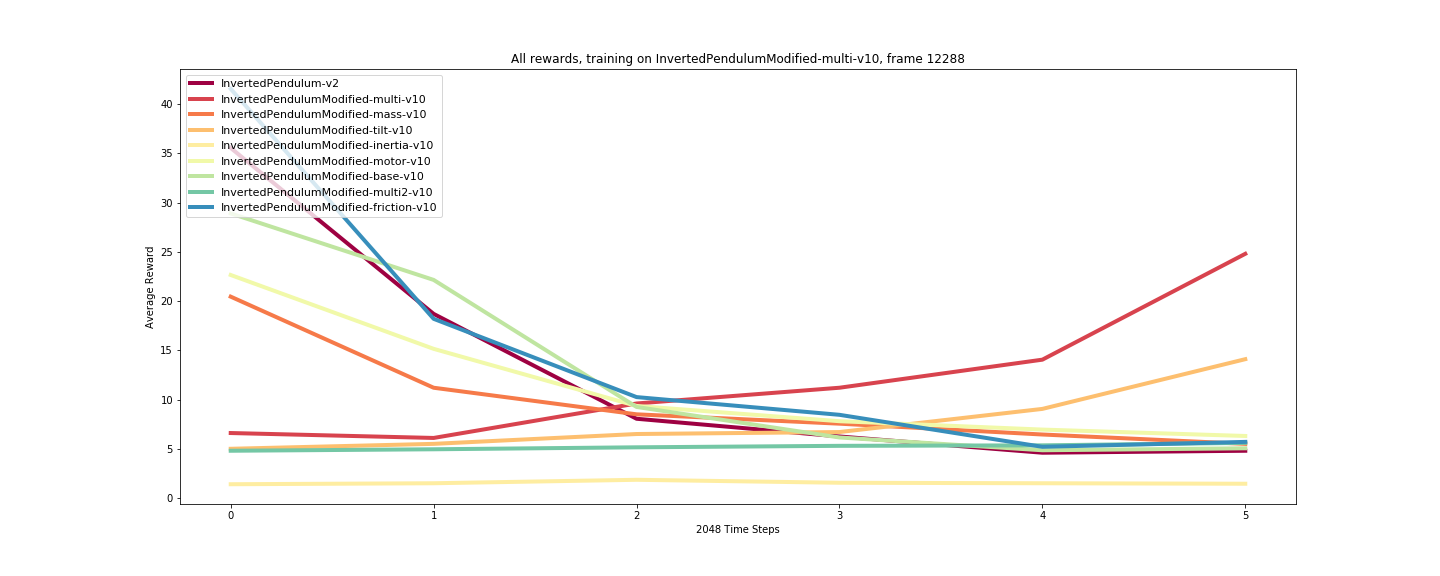 All rewards, training on InvertedPendulumModified-multi-v10, frame 12288
InvertedPendulum-v2
InvertedPendulumModified-multi-v10
InvertedPendulumModified-mass-v10
InvertedPendulumModified-tilt-v10
InvertedPendulumModified-inertia-v10
InvertedPendulumModified-motor-v10
InvertedPendulumModified-base-v10
InvertedPendulumModified-multi2-v10
InvertedPendulumModified-friction-v10
40
35
30
25
20
15
10
5
0
Average Reward
0 1 2 3 4 5
2048 Time Steps